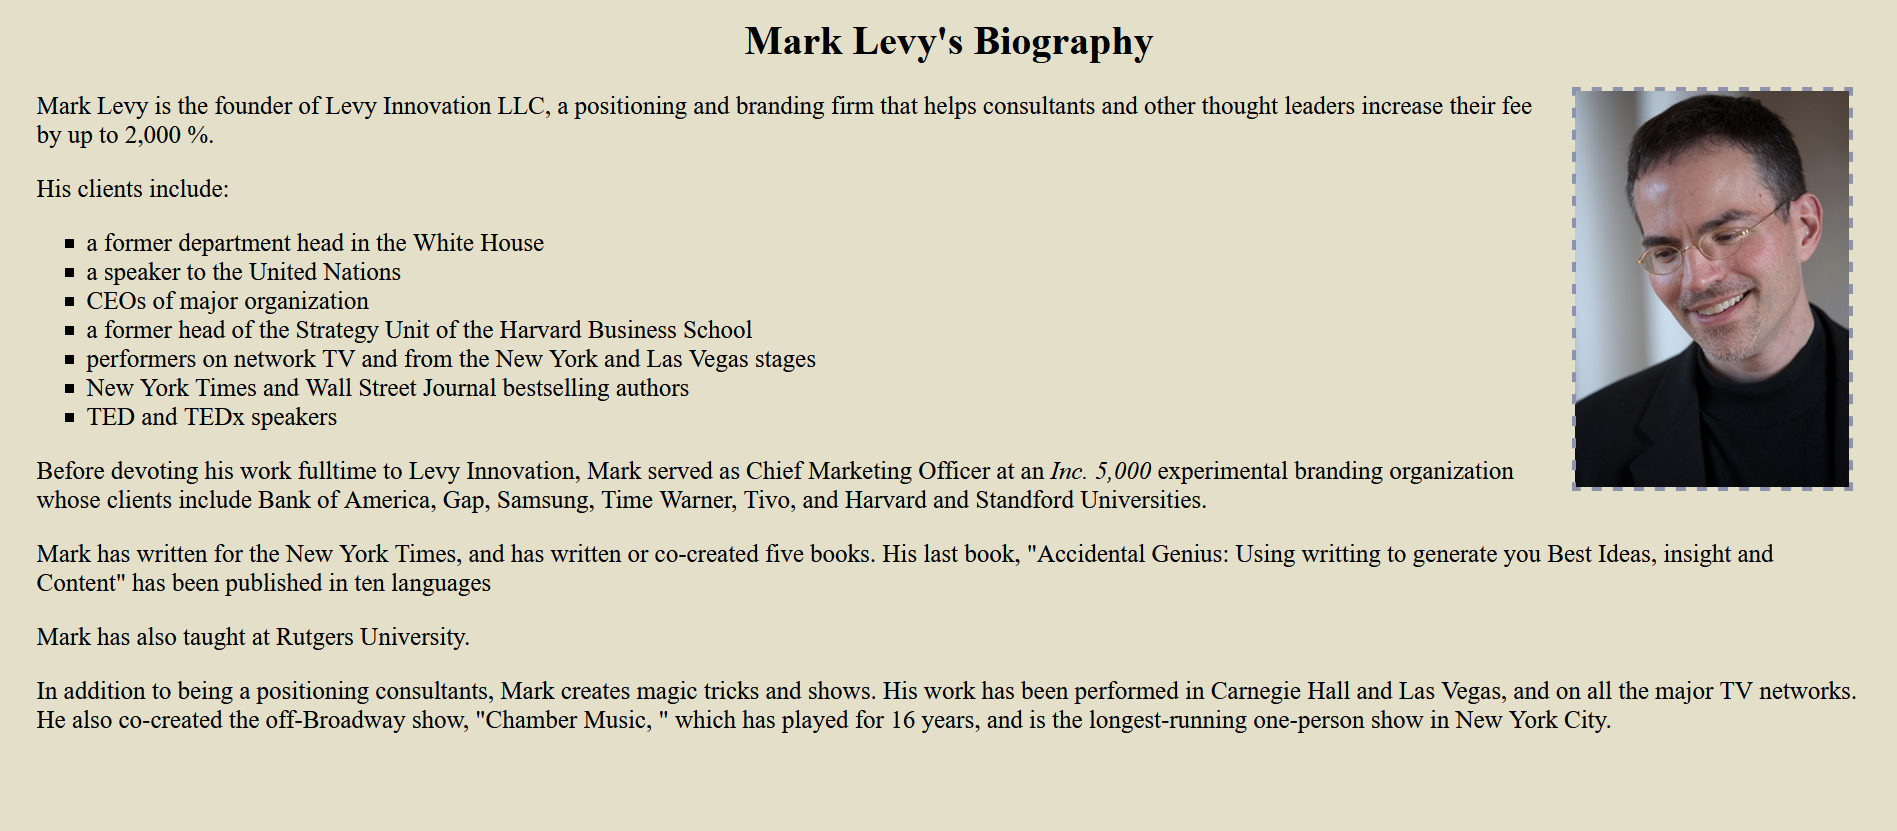 Mark Levy's Biography
Mark Levy is the founder of Levy Innovation LLC, a positioning and branding firm that helps consultants and other thought leaders increase their fee
by up to 2,000 %.
His clients include:
▪ a former department head in the White House
▪ a speaker to the United Nations
▪ CEOs of major organization
▪ a former head of the Strategy Unit of the Harvard Business School
▪ performers on network TV and from the New York and Las Vegas stages
▪ New York Times and Wall Street Journal bestselling authors
▪ TED and TEDx speakers
Before devoting his work fulltime to Levy Innovation, Mark served as Chief Marketing Officer at an Inc. 5,000 experimental branding organization
whose clients include Bank of America, Gap, Samsung, Time Warner, Tivo, and Harvard and Standford Universities.
Mark has written for the New York Times, and has written or co-created five books. His last book, "Accidental Genius: Using writting to generate you Best Ideas, insight and
Content" has been published in ten languages
Mark has also taught at Rutgers University.
In addition to being a positioning consultants, Mark creates magic tricks and shows. His work has been performed in Carnegie Hall and Las Vegas, and on all the major TV networks.
He also co-created the off-Broadway show, "Chamber Music, " which has played for 16 years, and is the longest-running one-person show in New York City.